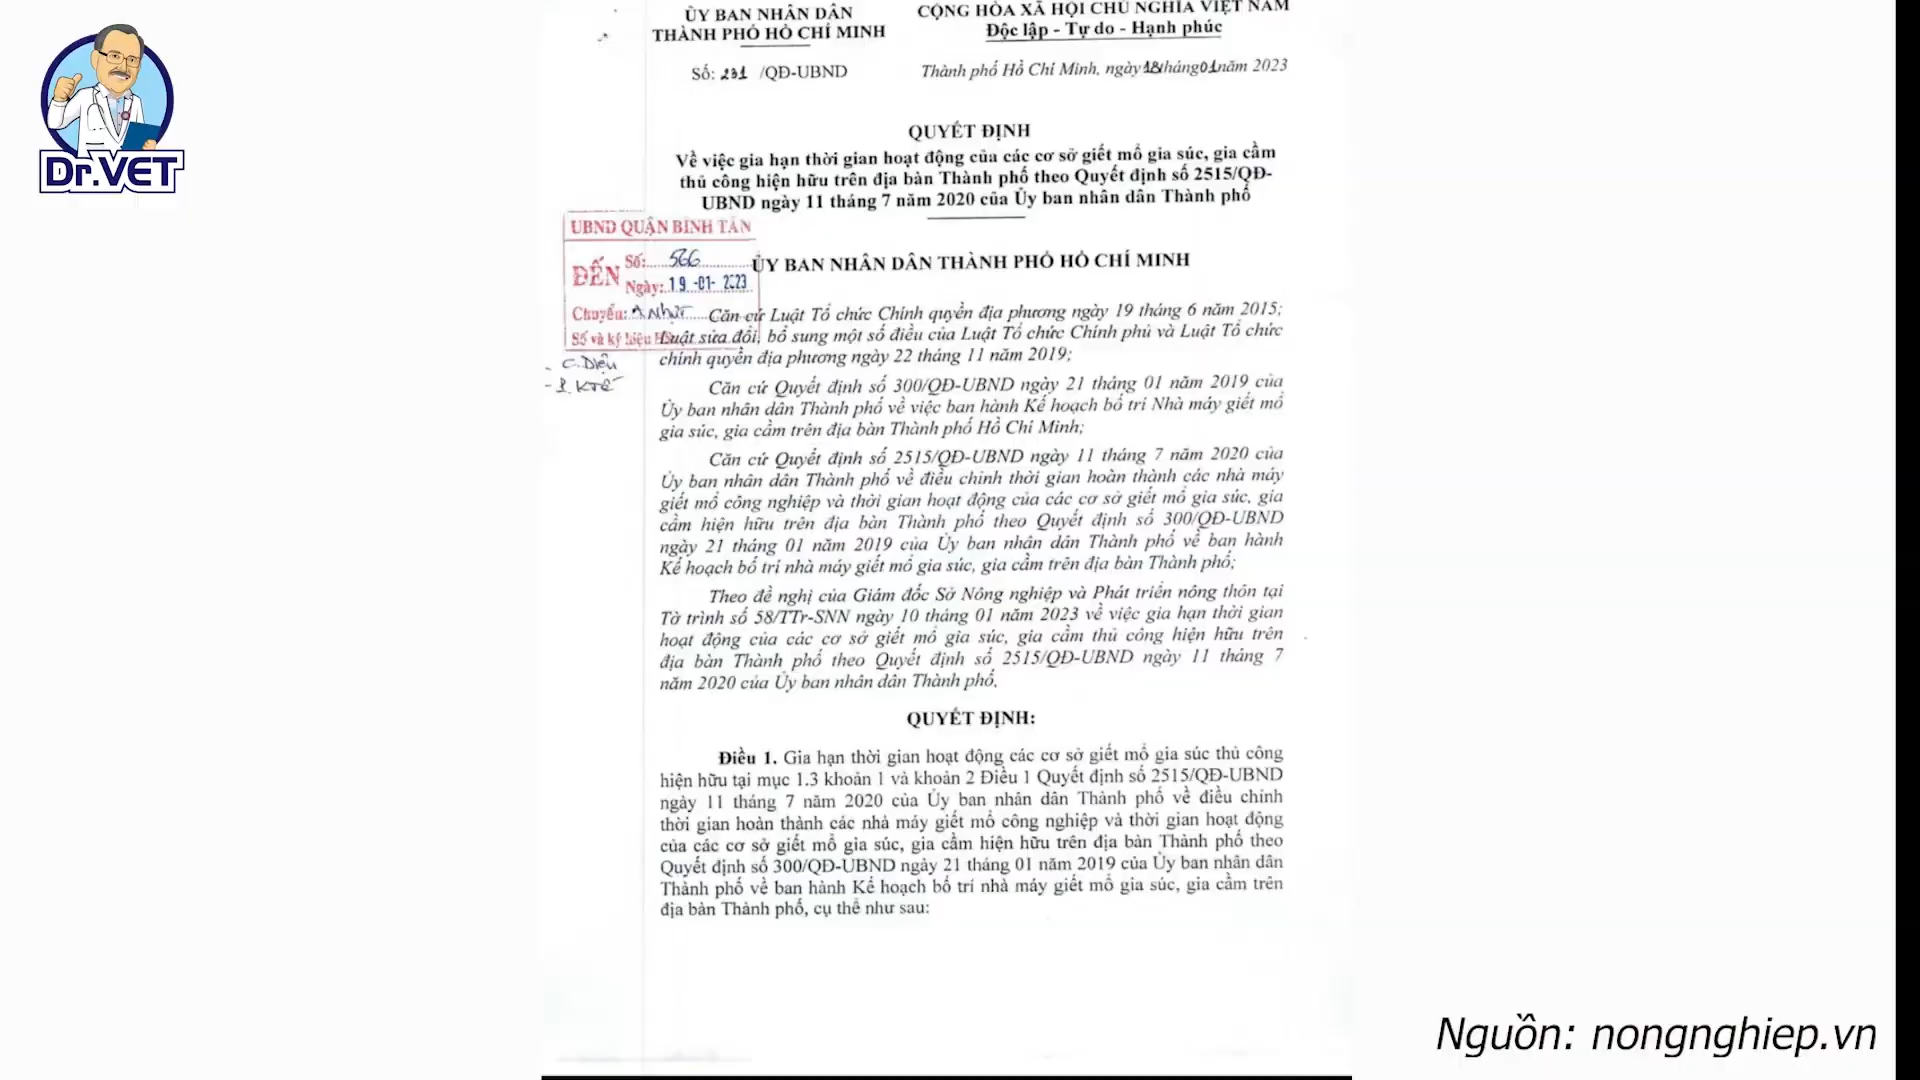 Dr.VET
ỦY BAN NHÂN DÂN
THÀNH PHỐ HỒ CHÍ MINH
CỘNG HÒA XÃ HỘI CHỦ NGHĨA VIỆT NAM
Độc lập - Tự do - Hạnh phúc
Số: 231 /QĐ-UBND
Thành phố Hồ Chí Minh, ngày 18 tháng 01 năm 2023
QUYẾT ĐỊNH
Về việc gia hạn thời gian hoạt động của các cơ sở giết mổ gia súc, gia cầm
thủ công hiện hữu trên địa bàn Thành phố theo Quyết định số 2515/QĐ-
UBND ngày 11 tháng 7 năm 2020 của Ủy ban nhân dân Thành phố
UBND QUẬN BÌNH TÂN
ĐẾN
Số: 566
Ngày: 19 -01- 2023
Chuyển:
Số và ký hiệu
ỦY BAN NHÂN DÂN THÀNH PHỐ HỒ CHÍ MINH
Căn cứ Luật Tổ chức Chính quyền địa phương ngày 19 tháng 6 năm 2015;
Luật sửa đổi, bổ sung một số điều của Luật Tổ chức Chính phủ và Luật Tổ chức
chính quyền địa phương ngày 22 tháng 11 năm 2019;
Căn cứ Quyết định số 300/QĐ-UBND ngày 21 tháng 01 năm 2019 của
Ủy ban nhân dân Thành phố về việc ban hành Kế hoạch bố trí Nhà máy giết mổ
gia súc, gia cầm trên địa bàn Thành phố Hồ Chí Minh;
Căn cứ Quyết định số 2515/QĐ-UBND ngày 11 tháng 7 năm 2020 của
Ủy ban nhân dân Thành phố về điều chỉnh thời gian hoàn thành các nhà máy
giết mổ công nghiệp và thời gian hoạt động của các cơ sở giết mổ gia súc, gia
cầm hiện hữu trên địa bàn Thành phố theo Quyết định số 300/QĐ-UBND
ngày 21 tháng 01 năm 2019 của Ủy ban nhân dân Thành phố về ban hành
Kế hoạch bố trí nhà máy giết mổ gia súc, gia cầm trên địa bàn Thành phố;
Theo đề nghị của Giám đốc Sở Nông nghiệp và Phát triển nông thôn tại
Tờ trình số 58/TTr-SNN ngày 10 tháng 01 năm 2023 về việc gia hạn thời gian
hoạt động của các cơ sở giết mổ gia súc, gia cầm thủ công hiện hữu trên
địa bàn Thành phố theo Quyết định số 2515/QĐ-UBND ngày 11 tháng 7
năm 2020 của Ủy ban nhân dân Thành phố.
QUYẾT ĐỊNH:
Điều 1. Gia hạn thời gian hoạt động các cơ sở giết mổ gia súc thủ công
hiện hữu tại mục 1.3 khoản 1 và khoản 2 Điều 1 Quyết định số 2515/QĐ-UBND
ngày 11 tháng 7 năm 2020 của Ủy ban nhân dân Thành phố về điều chỉnh
thời gian hoàn thành các nhà máy giết mổ công nghiệp và thời gian hoạt động
của các cơ sở giết mổ gia súc, gia cầm hiện hữu trên địa bàn Thành phố theo
Quyết định số 300/QĐ-UBND ngày 21 tháng 01 năm 2019 của Ủy ban nhân dân
Thành phố về ban hành Kế hoạch bố trí nhà máy giết mổ gia súc, gia cầm trên
địa bàn Thành phố, cụ thể như sau:
Nguồn: nongnghiep.vn